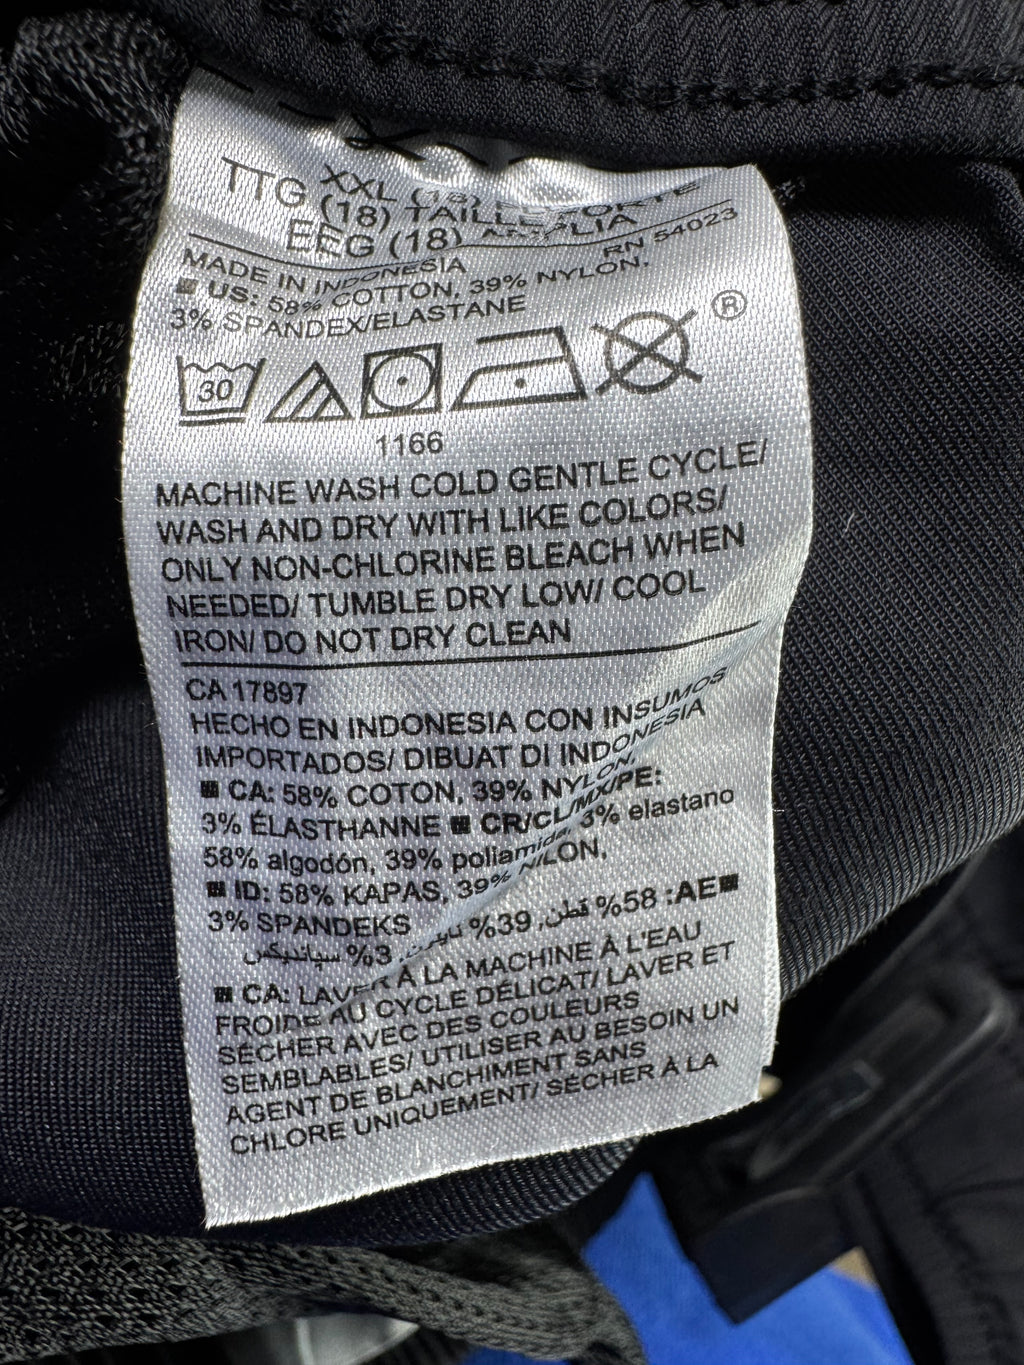 XXL (18)
TTG (18) TAILLE FORTE
EEG (18) AMPLIA
RN 54023
MADE IN INDONESIA
US: 58% COTTON, 39% NYLON,
3% SPANDEX/ELASTANE
30 ®
1166
MACHINE WASH COLD GENTLE CYCLE/
WASH AND DRY WITH LIKE COLORS/
ONLY NON-CHLORINE BLEACH WHEN
NEEDED/ TUMBLE DRY LOW/ COOL
IRON/ DO NOT DRY CLEAN
CA 17897
HECHO EN INDONESIA CON INSUMOS
IMPORTADOS/ DIBUAT DI INDONESIA
■ CA: 58% COTON, 39% NYLON,
3% ÉLASTHANNE ■ CR/CL/MX/PE:
58% algodón, 39% poliamida, 3% elastano
■ ID: 58% KAPAS, 39% NILON,
3% SPANDEKS
■AE: 58% قطن, 39% نايلون,
3% سپانديكس
■ CA: LAVER À LA MACHINE À L'EAU
FROIDE AU CYCLE DÉLICAT/ LAVER ET
SÉCHER AVEC DES COULEURS
SEMBLABLES/ UTILISER AU BESOIN UN
AGENT DE BLANCHIMENT SANS
CHLORE UNIQUEMENT/ SÉCHER À LA